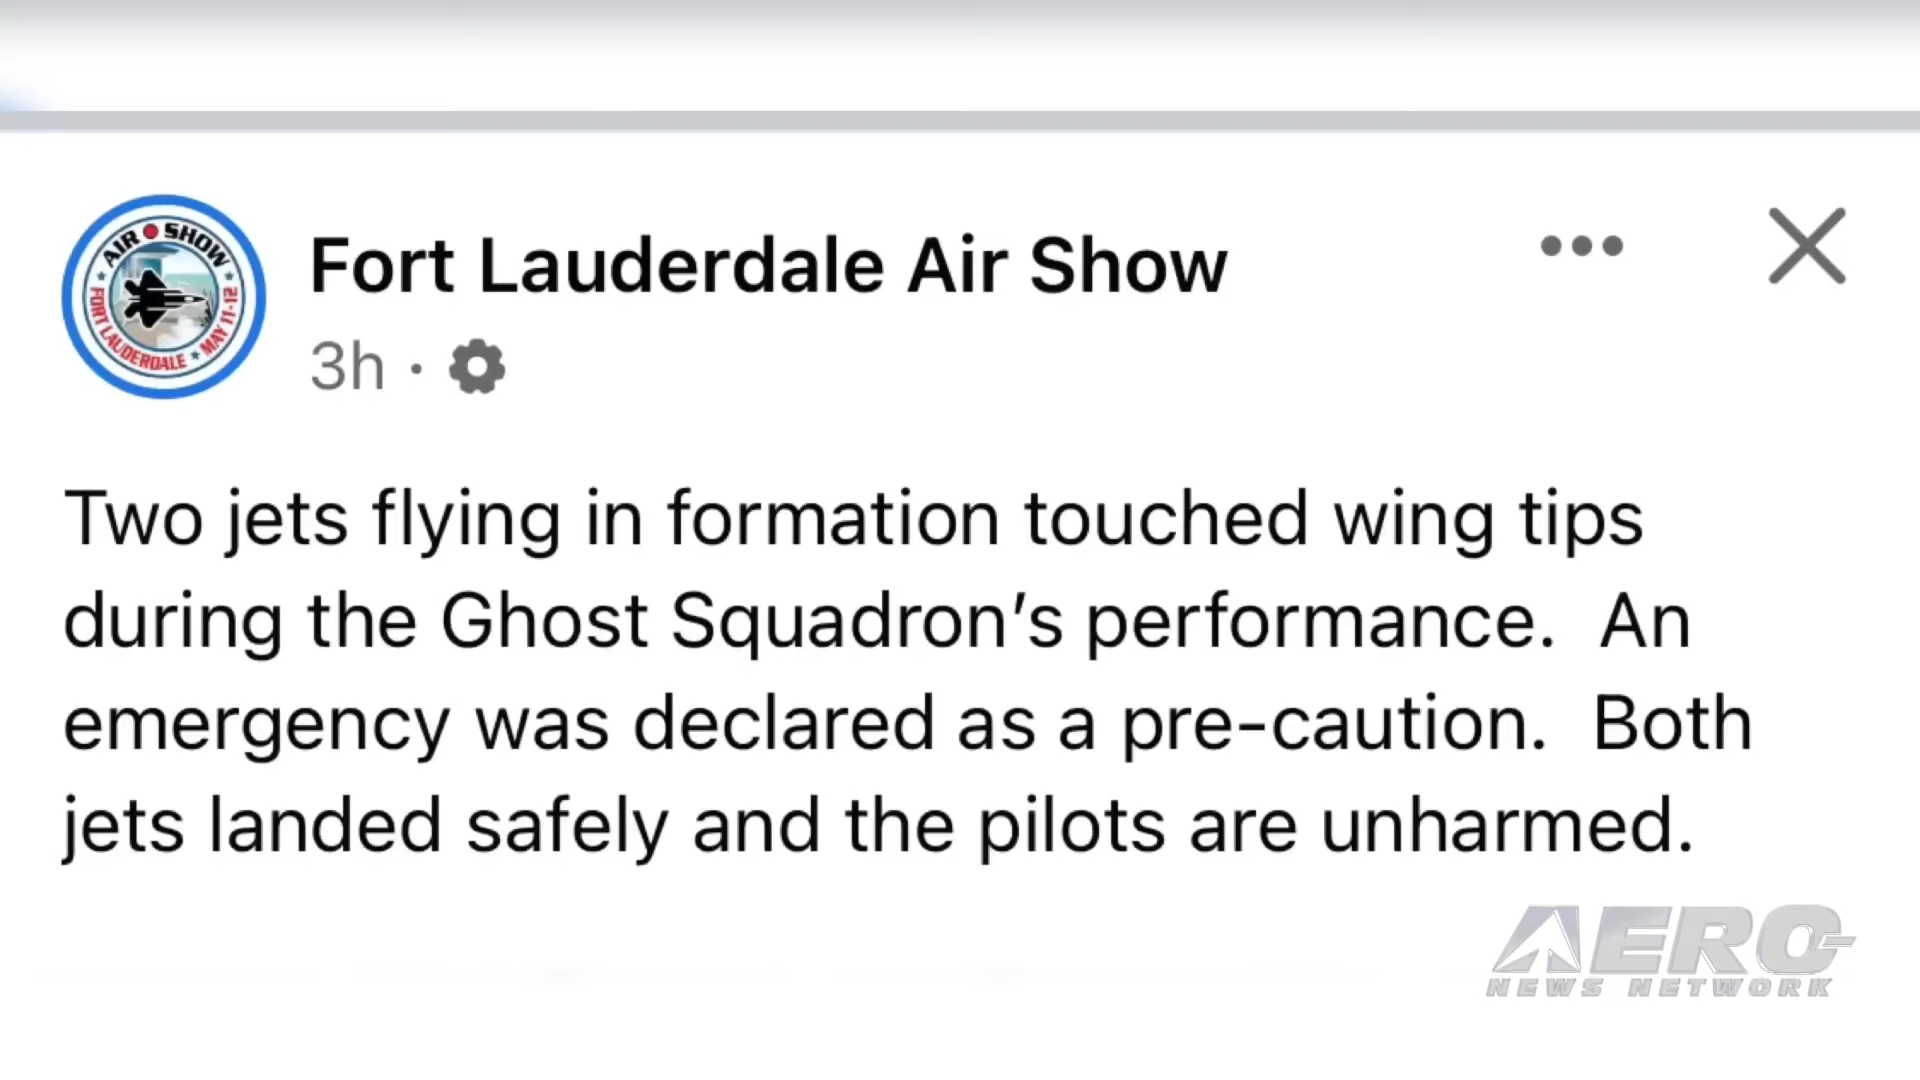 AIR SHOW
FORT LAUDERDALE ★ MAY 11-12
Fort Lauderdale Air Show
3h ·
Two jets flying in formation touched wing tips
during the Ghost Squadron’s performance.  An
emergency was declared as a pre-caution.  Both
jets landed safely and the pilots are unharmed.
AERO
NEWS NETWORK